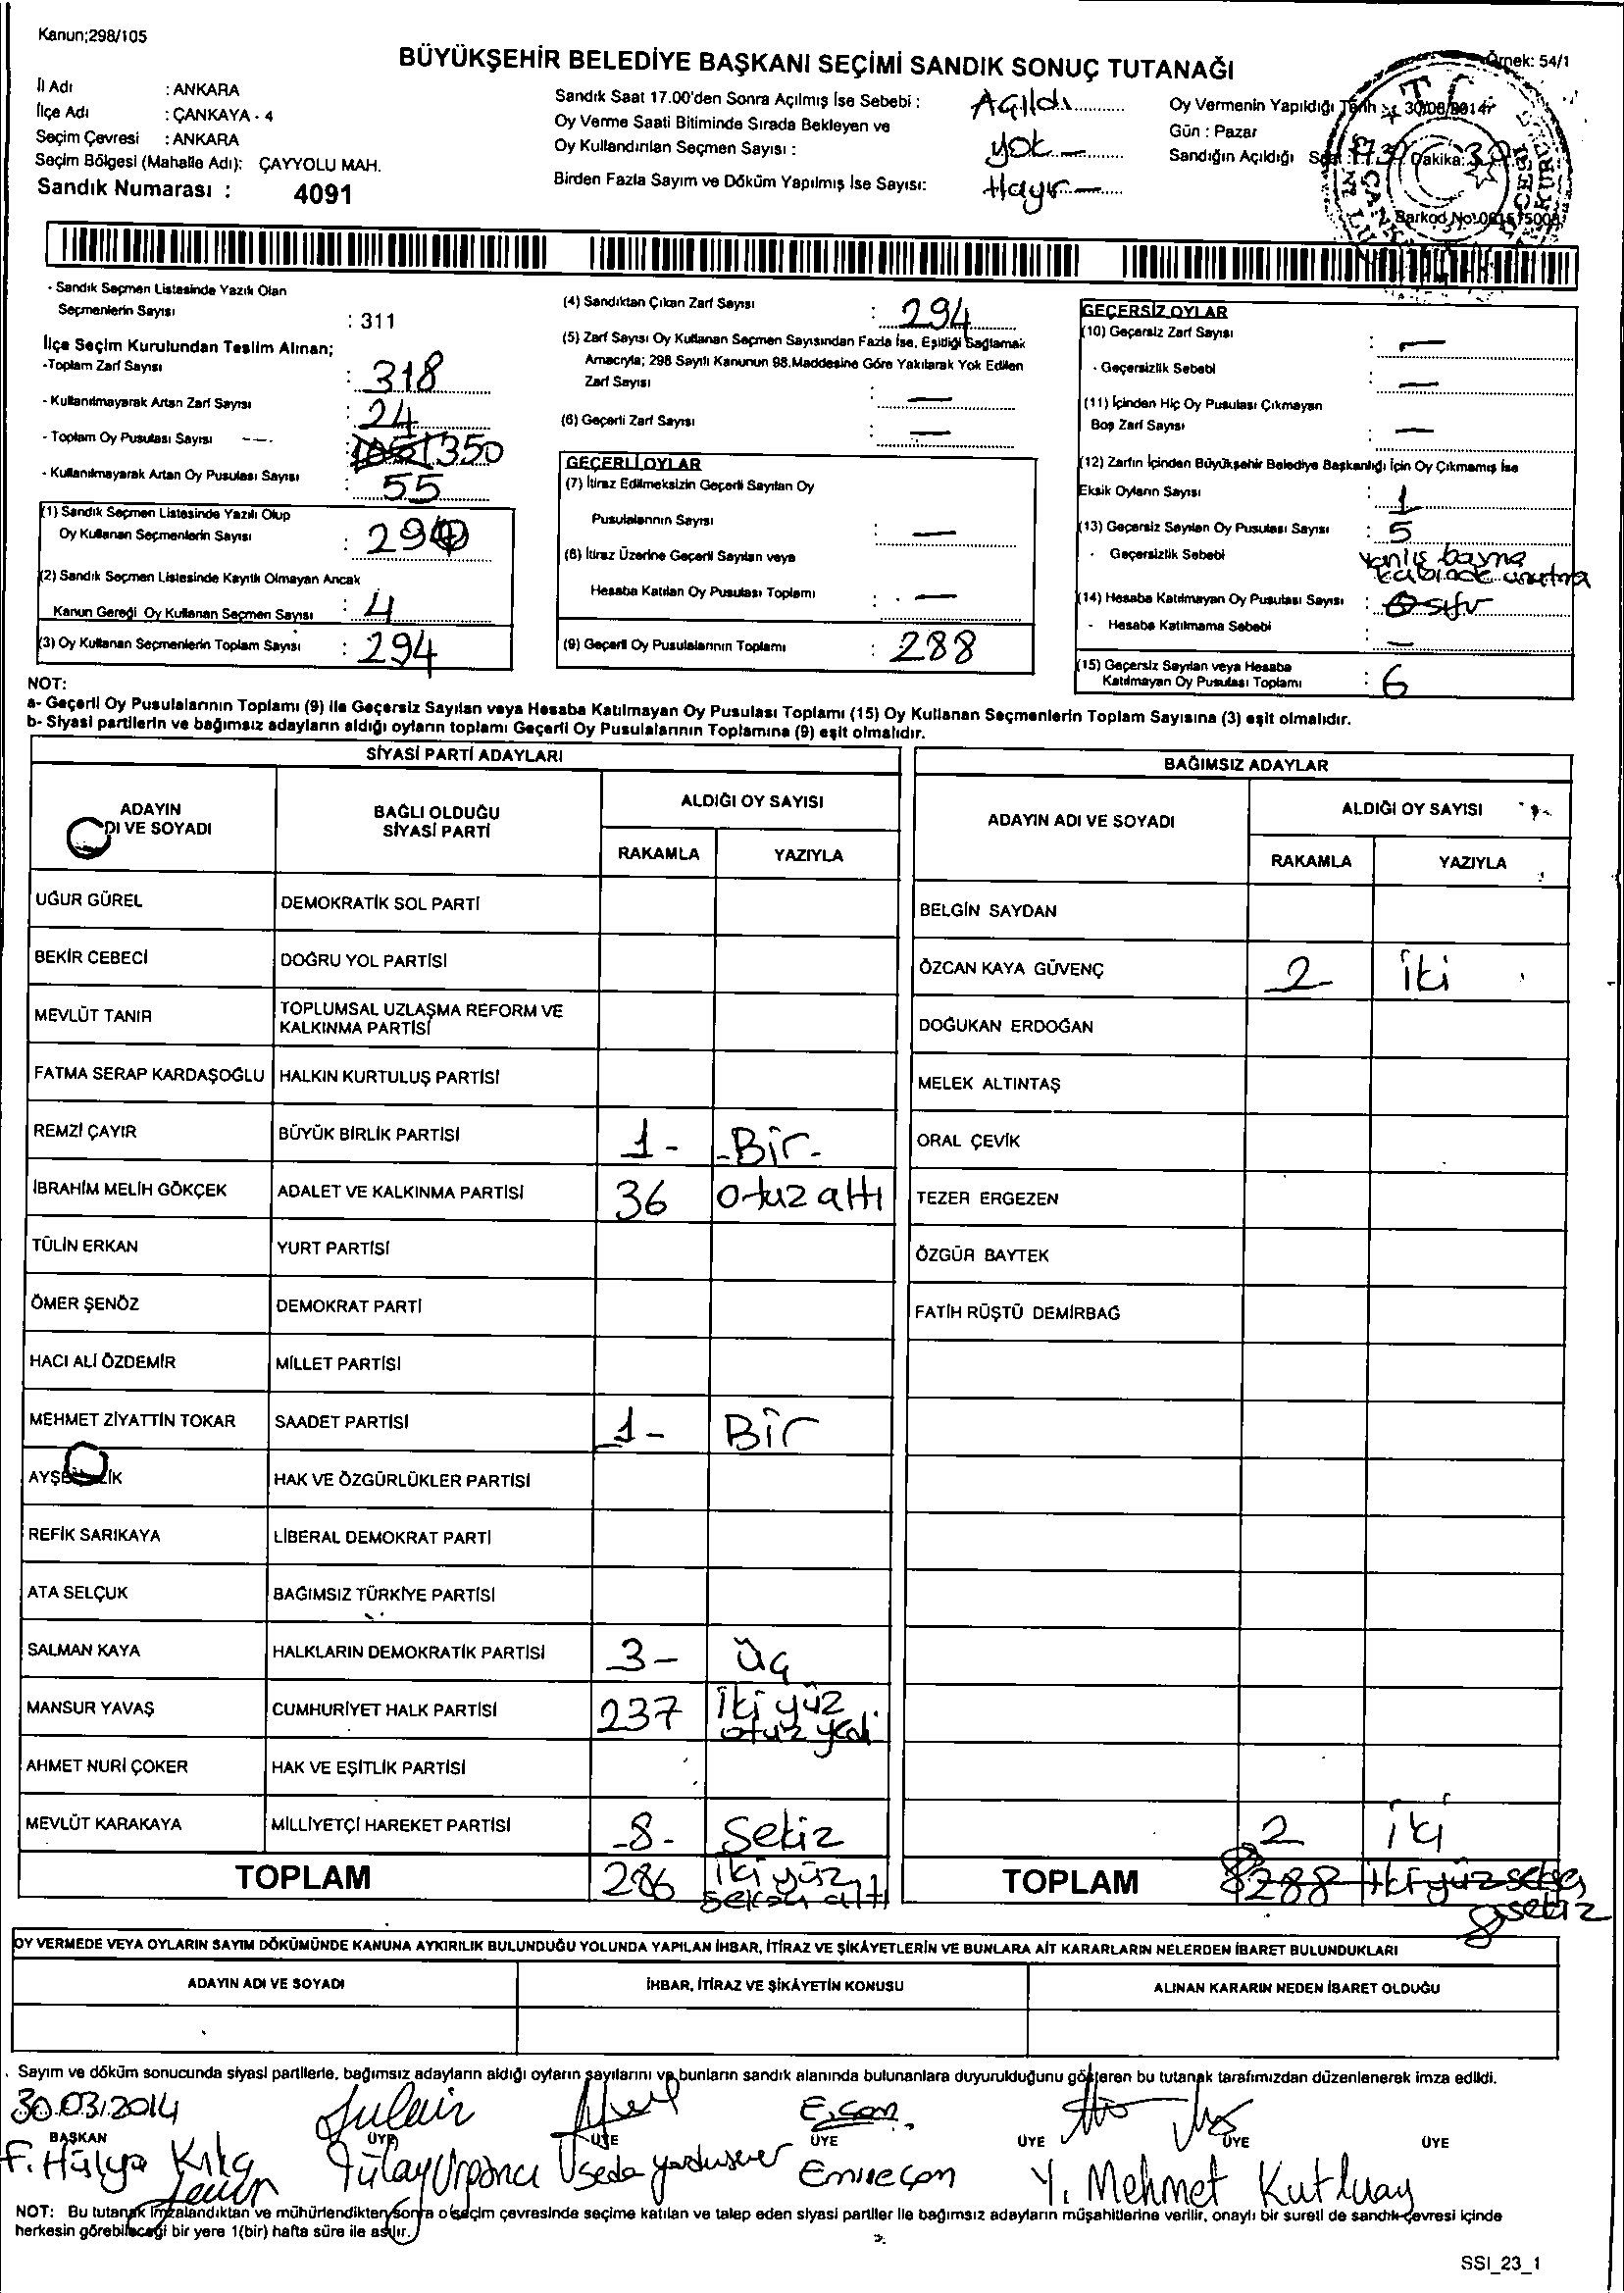 Kanun;298/105
BÜYÜKŞEHİR BELEDİYE BAŞKANI SEÇİMİ SANDIK SONUÇ TUTANAĞI
Örnek: 54/1
İl Adı : ANKARA
İlçe Adı : ÇANKAYA - 4
Seçim Çevresi : ANKARA
Seçim Bölgesi (Mahalle Adı): ÇAYYOLU MAH.
Sandık Numarası : 4091
Sandık Saat 17.00'den Sonra Açılmış İse Sebebi : Açıldı
Oy Verme Saati Bitiminde Sırada Bekleyen ve
Oy Kullandırılan Seçmen Sayısı : yok —
Birden Fazla Sayım ve Döküm Yapılmış İse Sayısı: Hayır —
Oy Vermenin Yapıldığı Tarih : 30/03/2014
Gün : Pazar
Sandığın Açıldığı Saat : 17 Dakika: 30
- Sandık Seçmen Listesinde Yazılı Olan
Seçmenlerin Sayısı : 311
İlçe Seçim Kurulundan Teslim Alınan;
-Toplam Zarf Sayısı : 318
- Kullanılmayarak Artan Zarf Sayısı : 24
- Toplam Oy Pusulası Sayısı : 350
- Kullanılmayarak Artan Oy Pusulası Sayısı : 55
(1) Sandık Seçmen Listesinde Yazılı Olup
Oy Kullanan Seçmenlerin Sayısı : 290
(2) Sandık Seçmen Listesinde Kayıtlı Olmayan Ancak
Kanun Gereği Oy Kullanan Seçmen Sayısı : 4
(3) Oy Kullanan Seçmenlerin Toplam Sayısı : 294
(4) Sandıktan Çıkan Zarf Sayısı : 294
(5) Zarf Sayısı Oy Kullanan Seçmen Sayısından Fazla İse, Eşitliği Sağlamak
Amacıyla; 298 Sayılı Kanunun 98.Maddesine Göre Yakılarak Yok Edilen
Zarf Sayısı : —
(6) Geçerli Zarf Sayısı : —
GEÇERLİ OYLAR
(7) İtiraz Edilmeksizin Geçerli Sayılan Oy
Pusulalarının Sayısı : —
(8) İtiraz Üzerine Geçerli Sayılan veya
Hesaba Katılan Oy Pusulası Toplamı : —
(9) Geçerli Oy Pusulalarının Toplamı : 288
GEÇERSİZ OYLAR
(10) Geçersiz Zarf Sayısı : —
- Geçersizlik Sebebi : —
(11) İçinden Hiç Oy Pusulası Çıkmayan
Boş Zarf Sayısı : —
(12) Zarfın İçinden Büyükşehir Belediye Başkanlığı İçin Oy Çıkmamış İse
Eksik Oyların Sayısı : 1
(13) Geçersiz Sayılan Oy Pusulası Sayısı : 5
- Geçersizlik Sebebi yanlış basma
(14) Hesaba Katılmayan Oy Pusulası Sayısı : sıfır
- Hesaba Katılmama Sebebi : —
(15) Geçersiz Sayılan veya Hesaba
Katılmayan Oy Pusulası Toplamı : 6
NOT:
a- Geçerli Oy Pusulalarının Toplamı (9) ile Geçersiz Sayılan veya Hesaba Katılmayan Oy Pusulası Toplamı (15) Oy Kullanan Seçmenlerin Toplam Sayısına (3) eşit olmalıdır.
b- Siyasi partilerin ve bağımsız adayların aldığı oyların toplamı Geçerli Oy Pusulalarının Toplamına (9) eşit olmalıdır.
SİYASİ PARTİ ADAYLARI
ADAYIN
DI VE SOYADI
BAĞLI OLDUĞU
SİYASİ PARTİ
ALDIĞI OY SAYISI
RAKAMLA YAZIYLA
UĞUR GÜREL DEMOKRATİK SOL PARTİ
BEKİR CEBECİ DOĞRU YOL PARTİSİ
MEVLÜT TANIR TOPLUMSAL UZLAŞMA REFORM VE
KALKINMA PARTİSİ
FATMA SERAP KARDAŞOĞLU HALKIN KURTULUŞ PARTİSİ
REMZİ ÇAYIR BÜYÜK BİRLİK PARTİSİ 1- -Bir-
İBRAHİM MELİH GÖKÇEK ADALET VE KALKINMA PARTİSİ 36 otuz altı
TÜLİN ERKAN YURT PARTİSİ
ÖMER ŞENÖZ DEMOKRAT PARTİ
HACI ALİ ÖZDEMİR MİLLET PARTİSİ
MEHMET ZİYATTİN TOKAR SAADET PARTİSİ 1- Bir
HAK VE ÖZGÜRLÜKLER PARTİSİ
REFİK SARIKAYA LİBERAL DEMOKRAT PARTİ
ATA SELÇUK BAĞIMSIZ TÜRKİYE PARTİSİ
SALMAN KAYA HALKLARIN DEMOKRATİK PARTİSİ 3- üç
MANSUR YAVAŞ CUMHURİYET HALK PARTİSİ 237 iki yüz
otuz yedi
AHMET NURİ ÇOKER HAK VE EŞİTLİK PARTİSİ
MEVLÜT KARAKAYA MİLLİYETÇİ HAREKET PARTİSİ -8- Sekiz
TOPLAM 286 iki yüz
seksen altı
BAĞIMSIZ ADAYLAR
ADAYIN ADI VE SOYADI
ALDIĞI OY SAYISI
RAKAMLA YAZIYLA
BELGİN SAYDAN
ÖZCAN KAYA GÜVENÇ 2 iki
DOĞUKAN ERDOĞAN
MELEK ALTINTAŞ
ORAL ÇEVİK
TEZER ERGEZEN
ÖZGÜR BAYTEK
FATİH RÜŞTÜ DEMİRBAĞ
2 iki
TOPLAM 288 iki yüz seksen
sekiz
OY VERMEDE VEYA OYLARIN SAYIM DÖKÜMÜNDE KANUNA AYKIRILIK BULUNDUĞU YOLUNDA YAPILAN İHBAR, İTİRAZ VE ŞİKÂYETLERİN VE BUNLARA AİT KARARLARIN NELERDEN İBARET BULUNDUKLARI
ADAYIN ADI VE SOYADI İHBAR, İTİRAZ VE ŞİKÂYETİN KONUSU ALINAN KARARIN NEDEN İBARET OLDUĞU
Sayım ve döküm sonucunda siyasi partilerle, bağımsız adayların aldığı oyların sayılarını ve bunların sandık alanında bulunanlara duyurulduğunu gösteren bu tutanak tarafımızdan düzenlenerek imza edildi.
30.03.2014
E.Çan
BAŞKAN ÜYE ÜYE ÜYE ÜYE ÜYE ÜYE
F. Hülya Tülay Seda Emine Çan Y. Mehmet Kutluay
NOT: Bu tutanak imzalandıktan ve mühürlendikten sonra o seçim çevresinde seçime katılan ve talep eden siyasi partiler ile bağımsız adayların müşahitlerine verilir, onaylı bir sureti de sandık çevresi içinde
herkesin görebileceği bir yere 1(bir) hafta süre ile asılır.
SSI_23_1